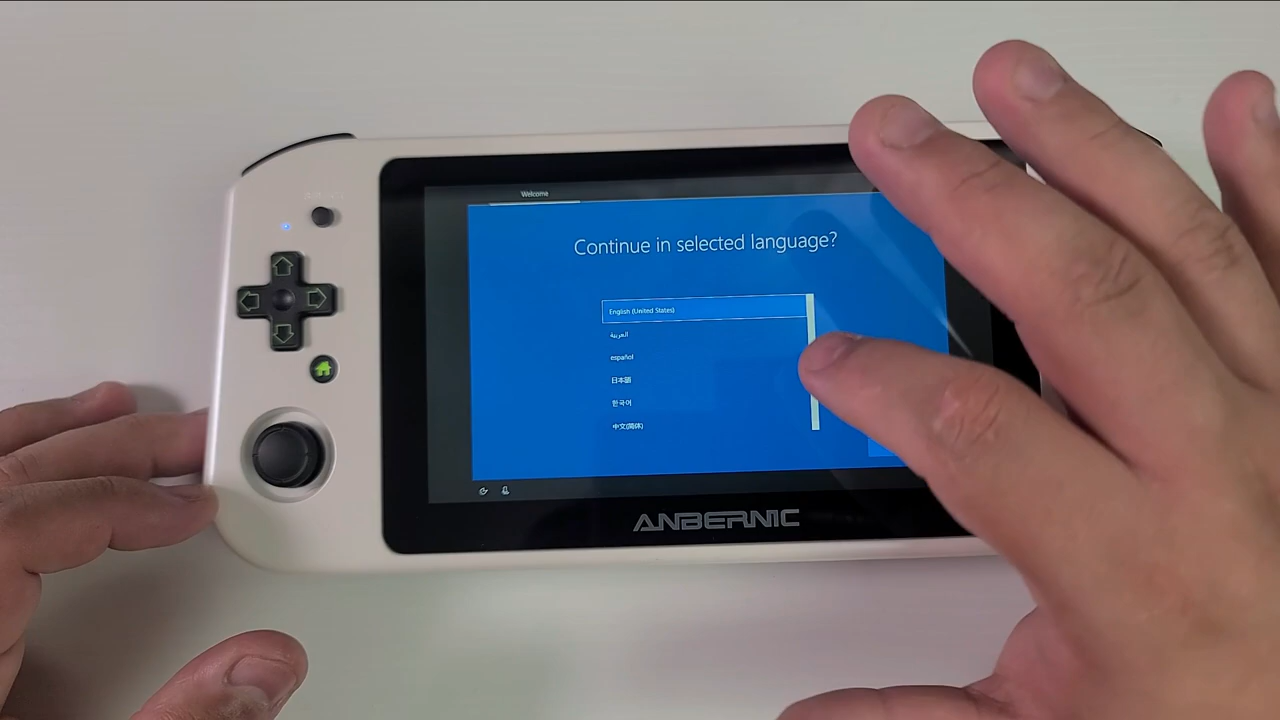 Welcome
Continue in selected language?
English (United States)
العربية
español
日本語
한국어
中文(简体)
ANBERNIC